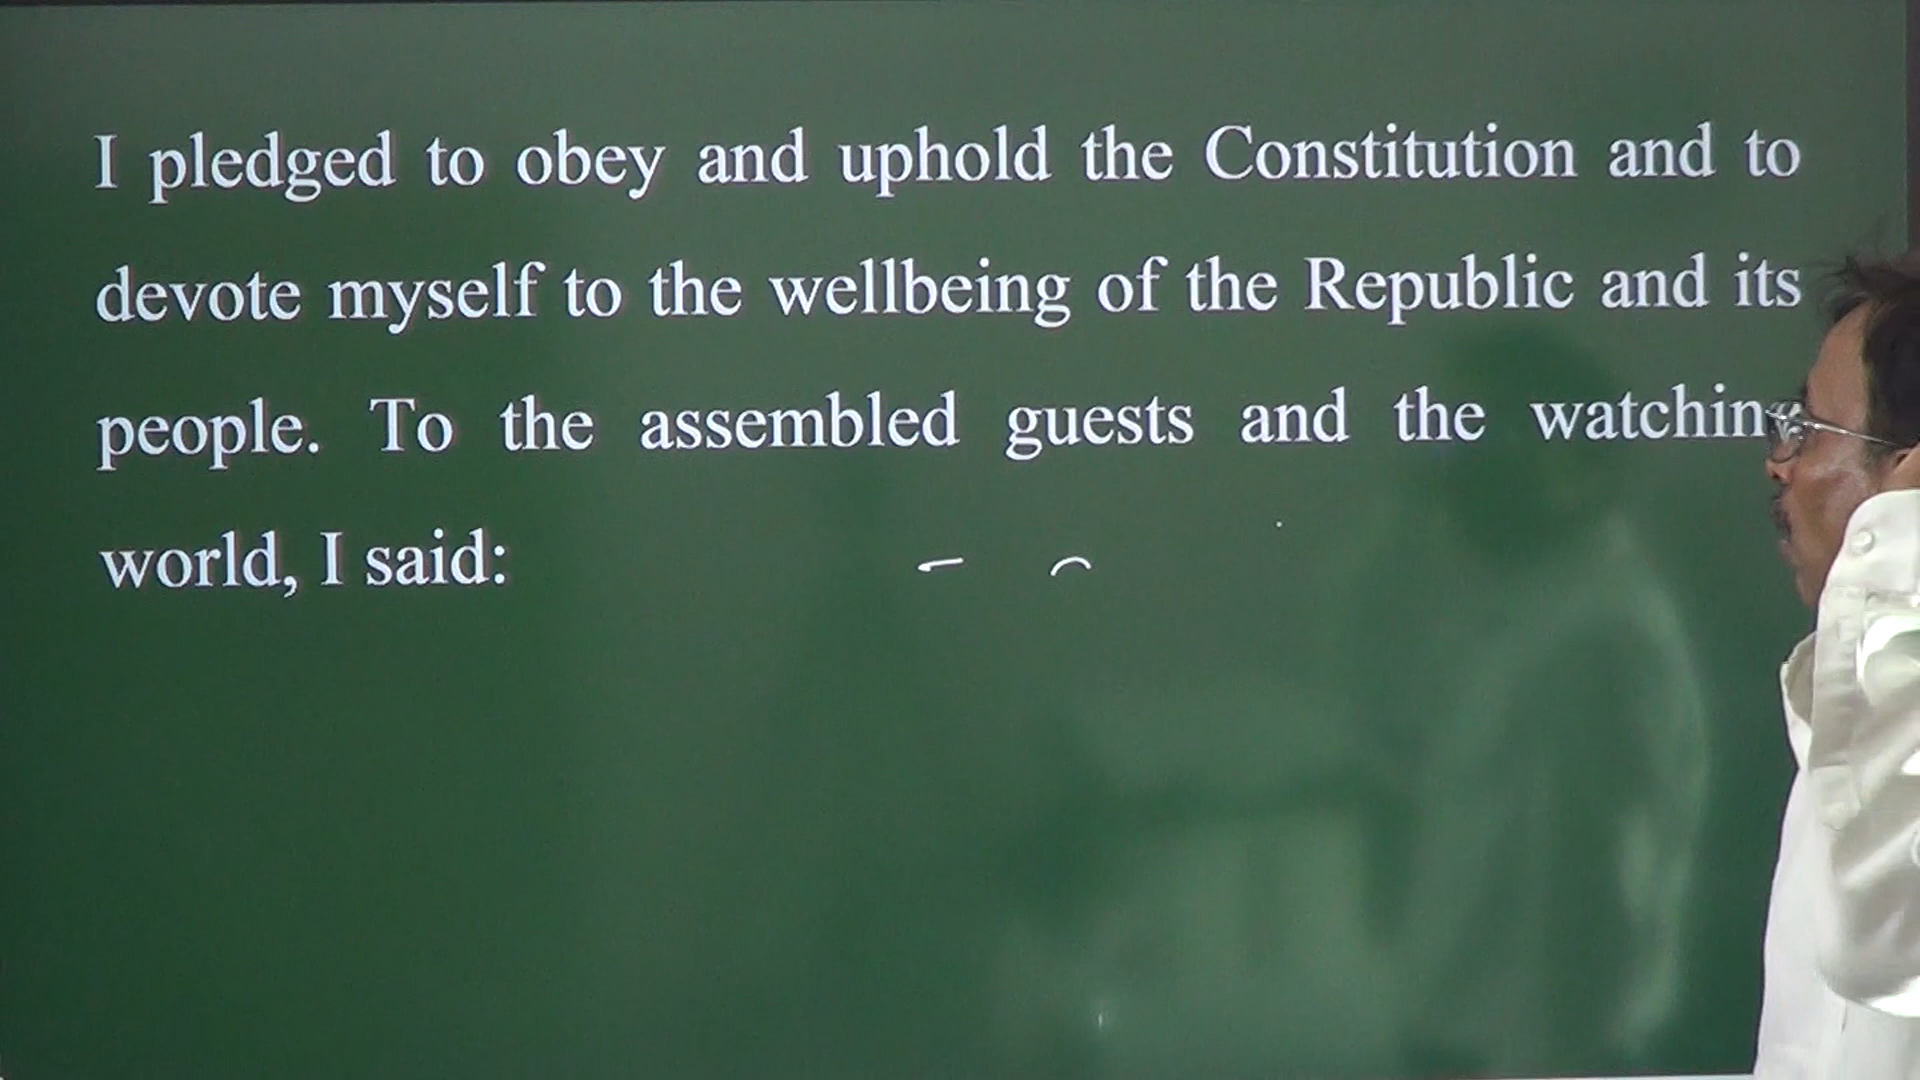 I pledged to obey and uphold the Constitution and to
devote myself to the wellbeing of the Republic and its
people. To the assembled guests and the watching
world, I said: